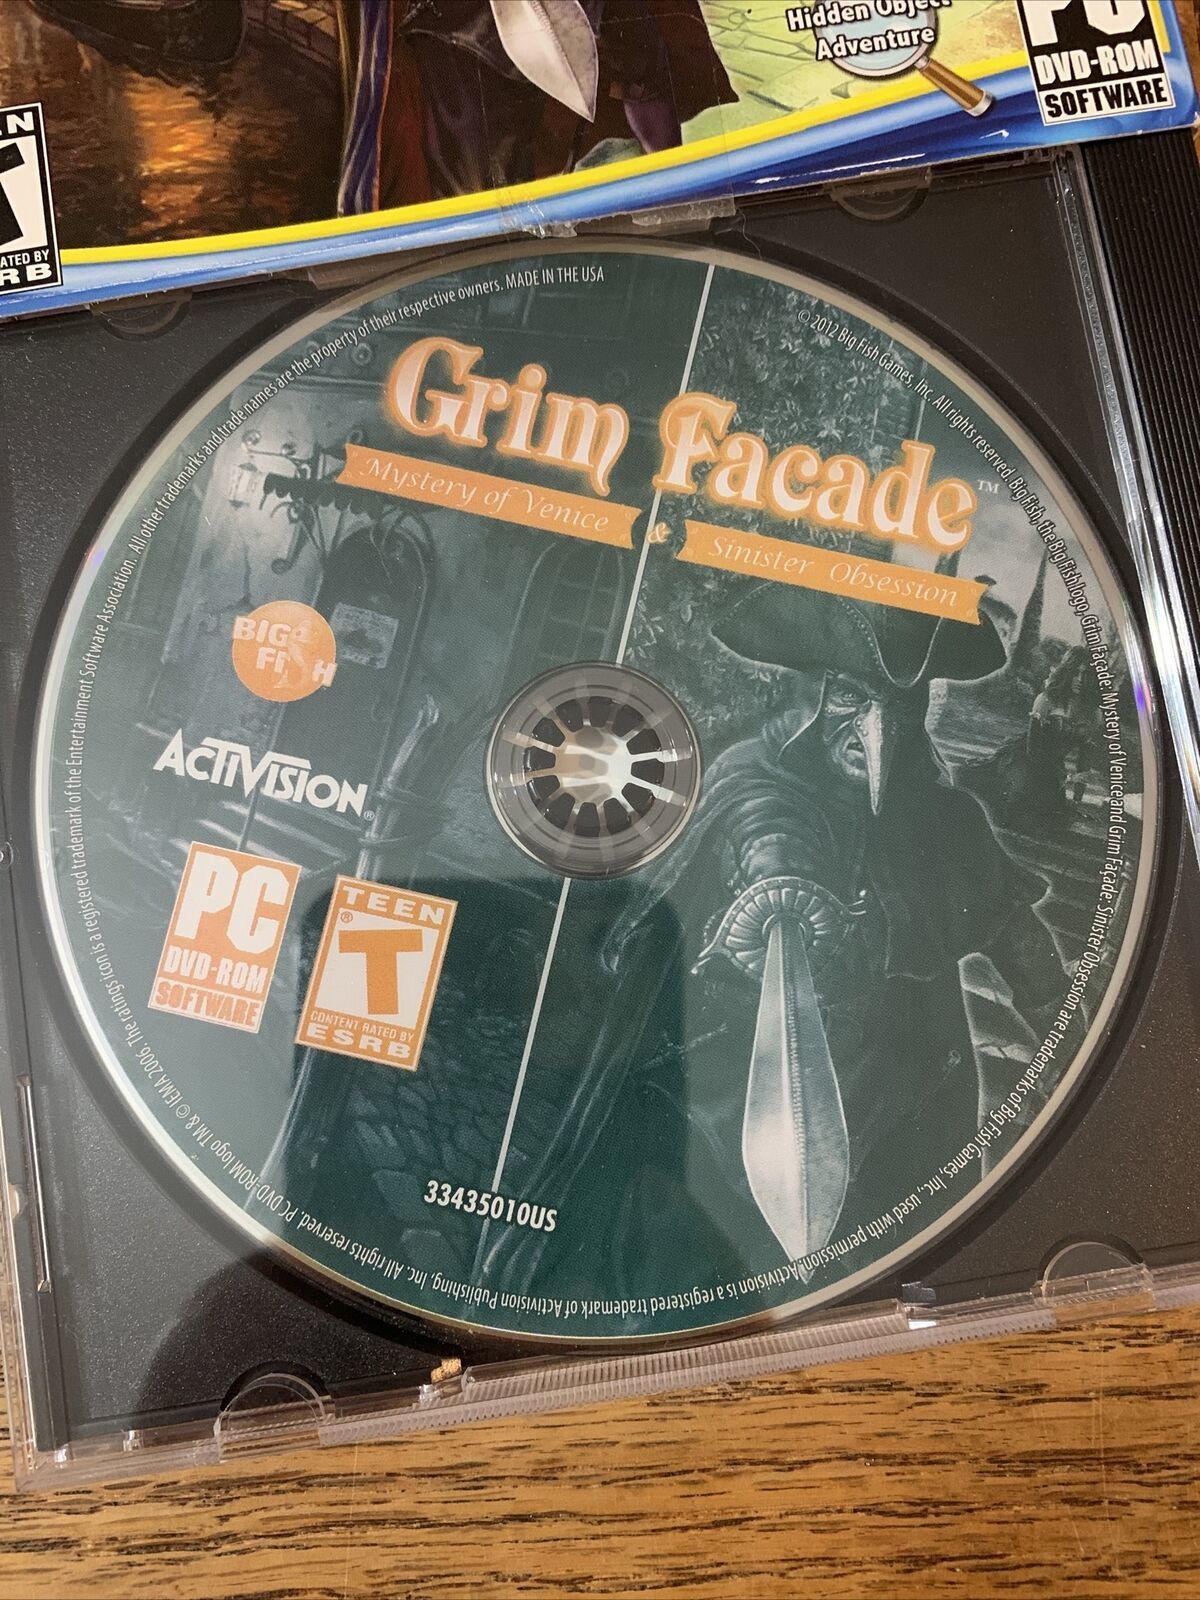 Hidden Object
Adventure
PC
DVD-ROM
SOFTWARE
RATED BY
© 2012 Big Fish Games, Inc. All rights reserved. Big Fish, the Big Fish logo, Grim Façade: Mystery of Venice and Grim Façade: Sinister Obsession are trademarks of Big Fish Games, Inc., used with permission. Activision is a registered trademark of Activision Publishing, Inc. All rights reserved. PC DVD-ROM logo TM & © IEMA 2006. The ratings icon is a registered trademark of the Entertainment Software Association. All other trademarks and trade names are the property of their respective owners. MADE IN THE USA
Grim Facade™
Mystery of Venice & Sinister Obsession
BIG
FISH
ACTIVISION®
PC
DVD-ROM
SOFTWARE
TEEN
®
T
CONTENT RATED BY
ESRB
33435010US